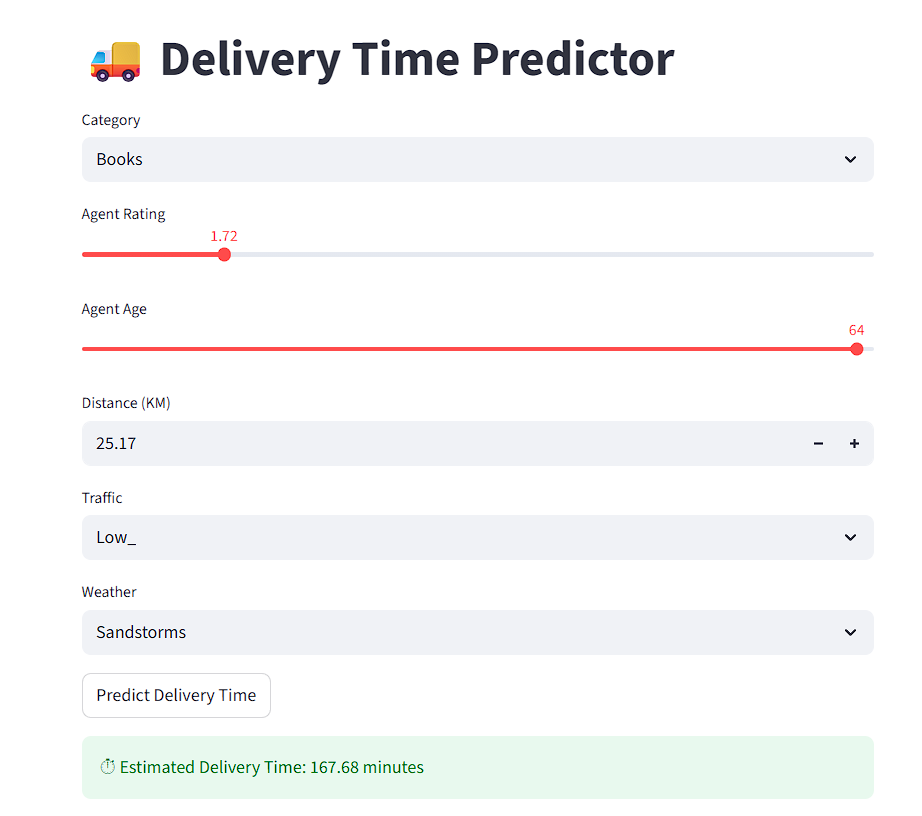 Delivery Time Predictor
Category
Books
Agent Rating
1.72
Agent Age
64
Distance (KM)
25.17
Traffic
Low_
Weather
Sandstorms
Predict Delivery Time
Estimated Delivery Time: 167.68 minutes